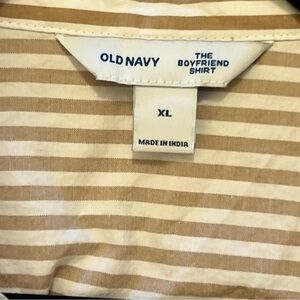 OLD NAVY
THE
BOYFRIEND
SHIRT
XL
MADE IN INDIA